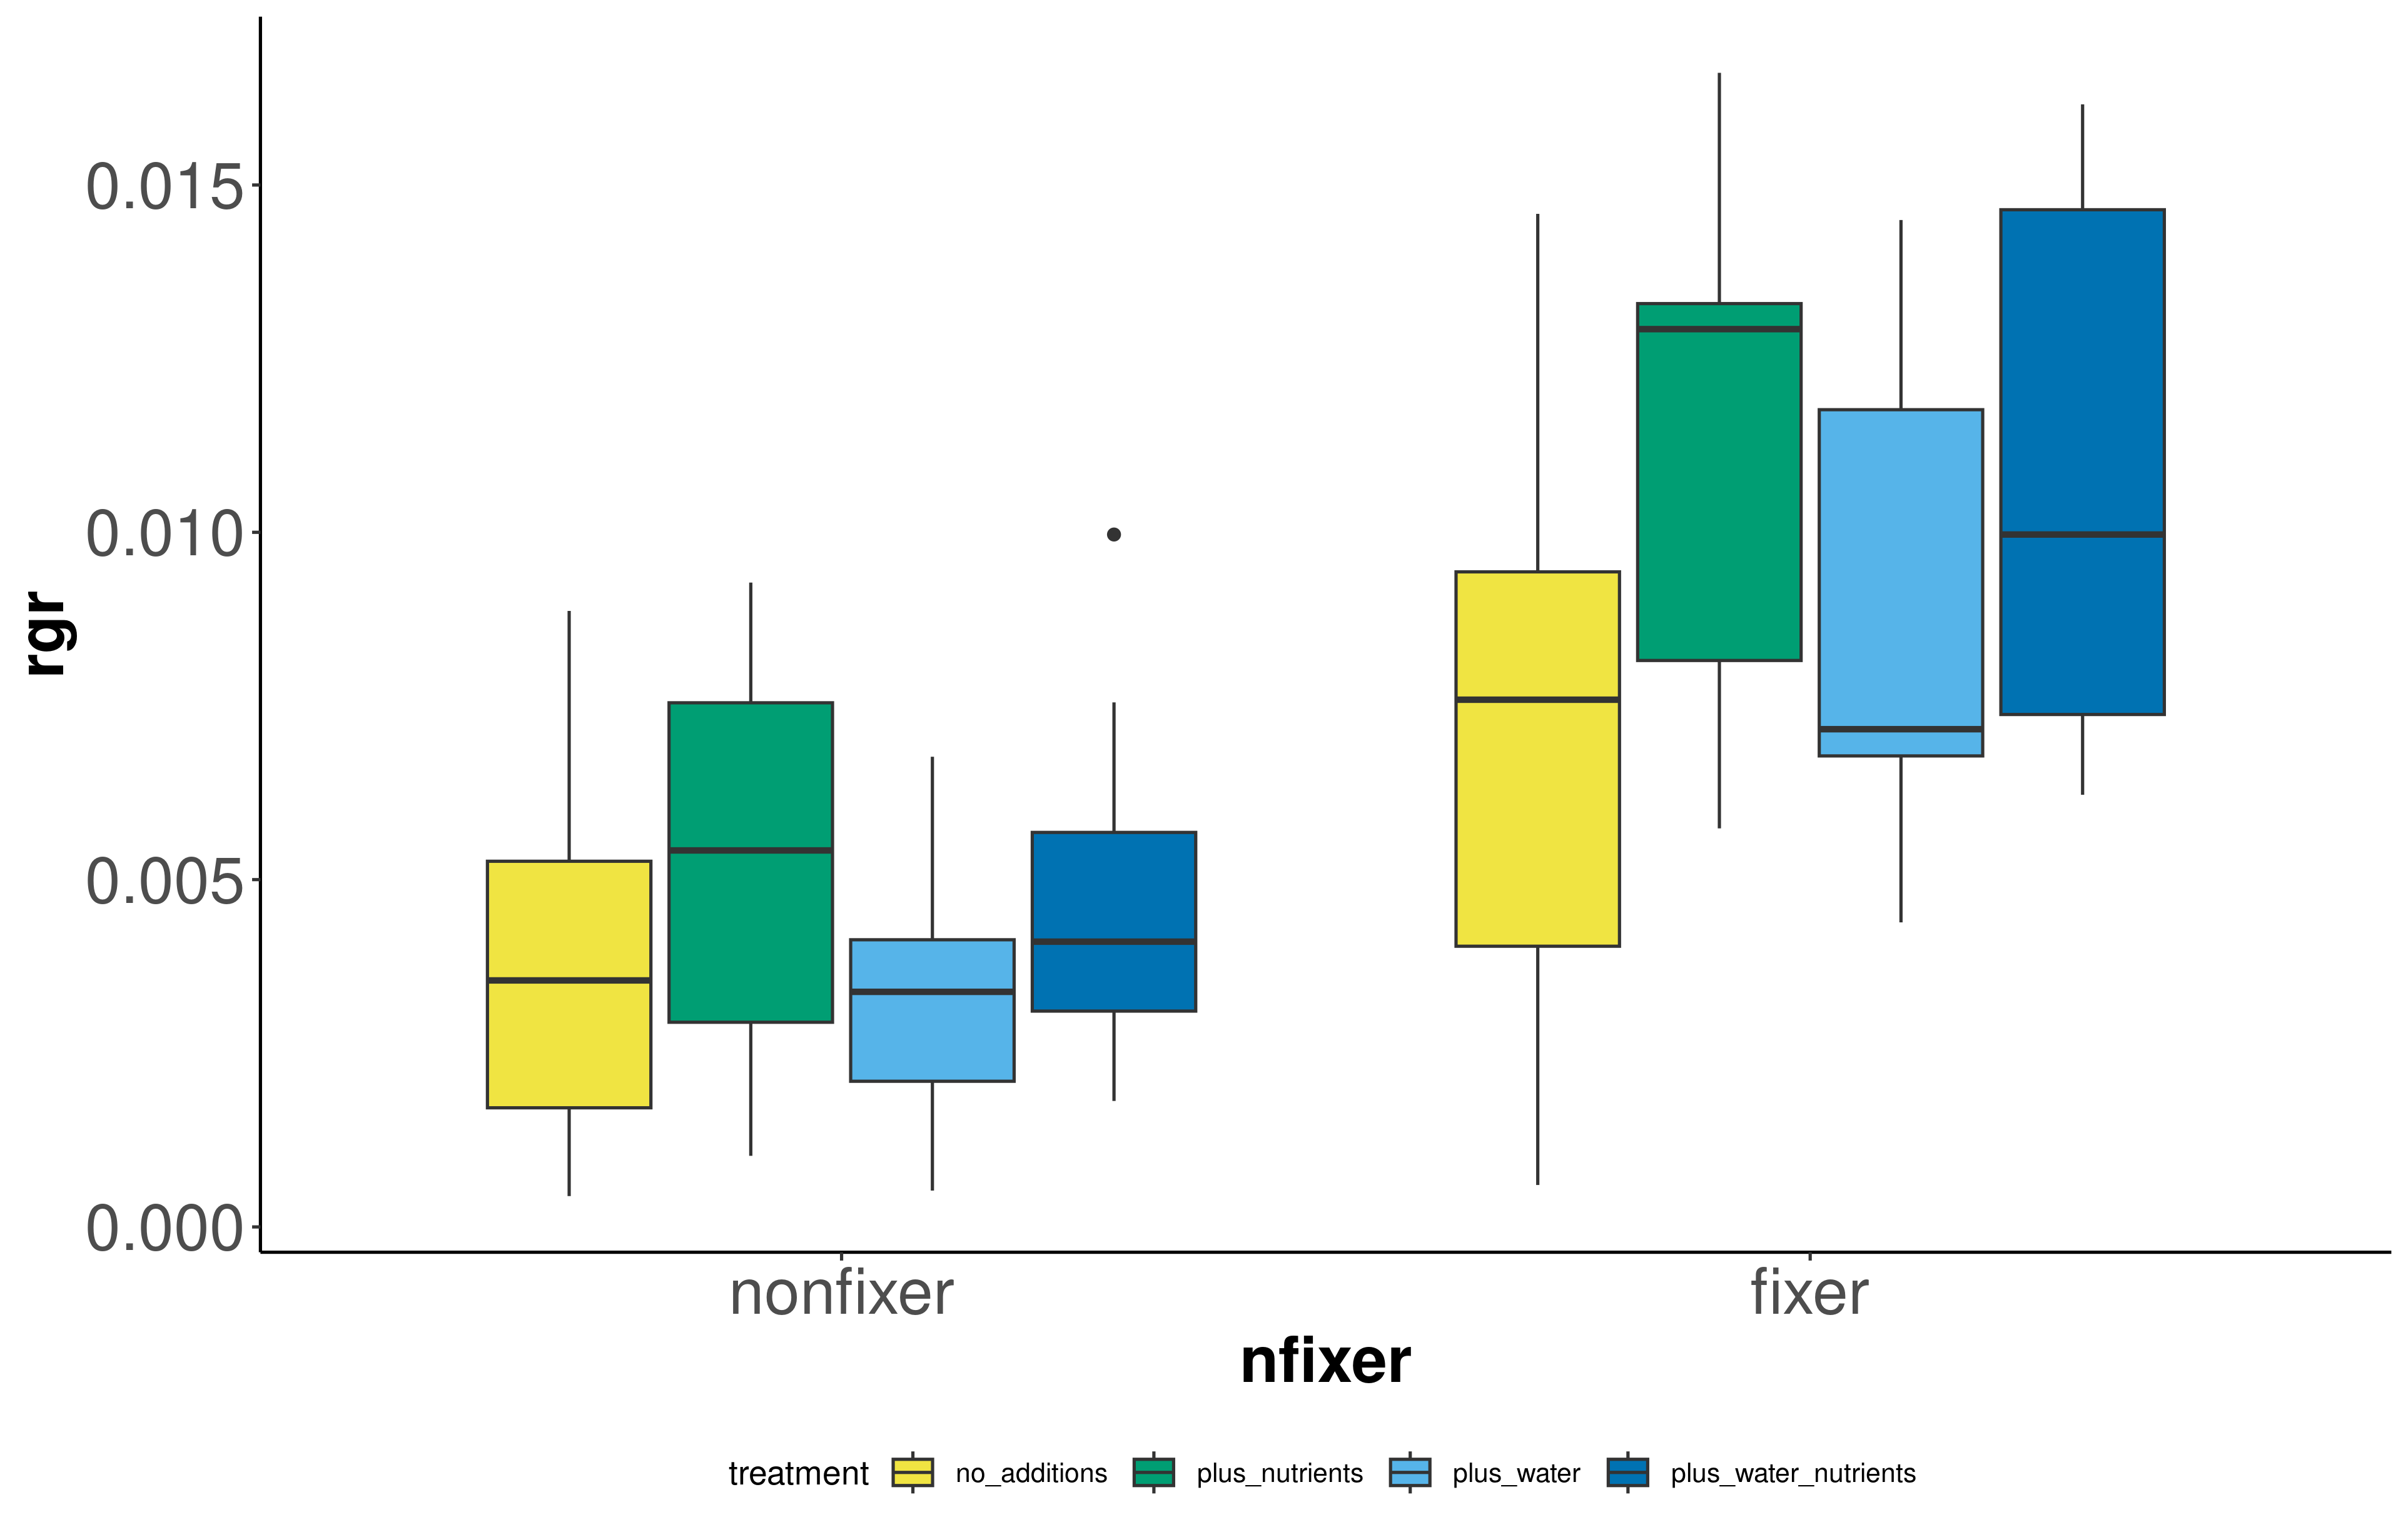 0.015
0.010
0.005
0.000
rgr
nonfixer fixer
nfixer
treatment no_additions plus_nutrients plus_water plus_water_nutrients